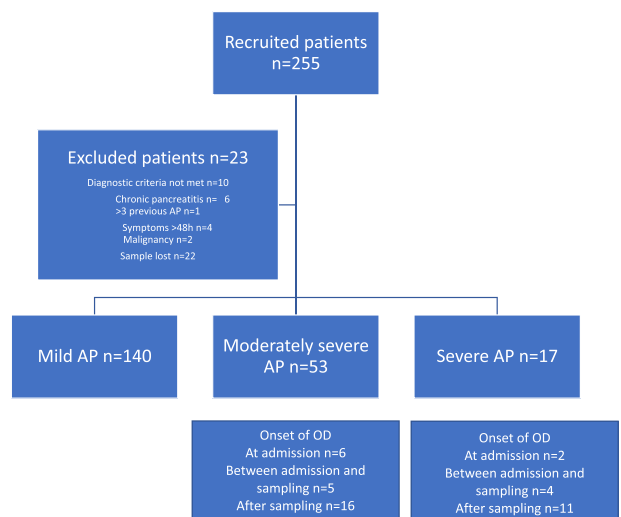 Recruited patients
n=255
Excluded patients n=23
Diagnostic criteria not met n=10
Chronic pancreatitis n= 6
>3 previous AP n=1
Symptoms >48h n=4
Malignancy n=2
Sample lost n=22
Mild AP n=140
Moderately severe
AP n=53
Severe AP n=17
Onset of OD
At admission n=6
Between admission and
sampling n=5
After sampling n=16
Onset of OD
At admission n=2
Between admission and
sampling n=4
After sampling n=11